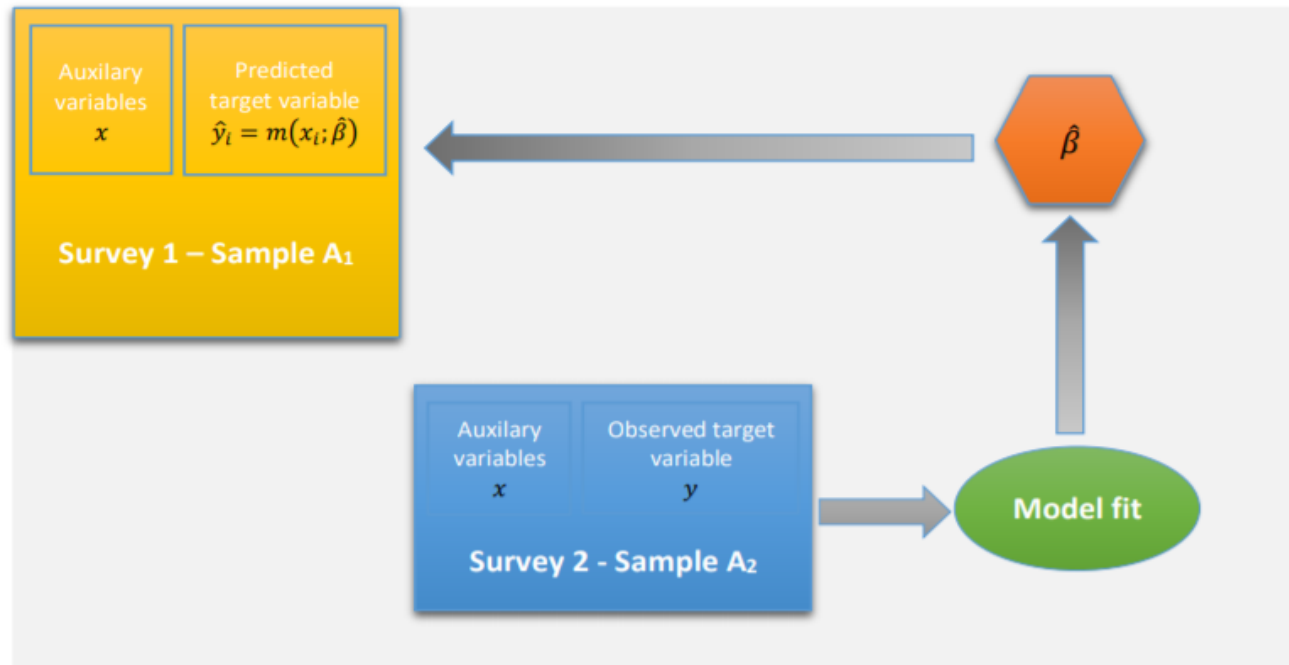 Auxilary
variables
x
Predicted
target variable
ŷᵢ = m(xᵢ; β̂)
Survey 1 – Sample A₁
β̂
Auxilary
variables
x
Observed target
variable
y
Survey 2 - Sample A₂
Model fit